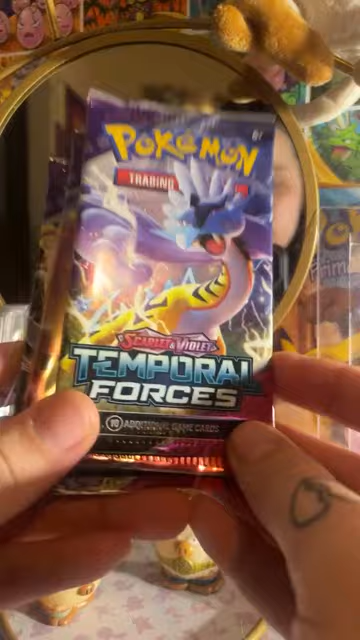 POKÉMON
TRADING
SCARLET & VIOLET
TEMPORAL
FORCES
10 ADDITIONAL GAME CARDS